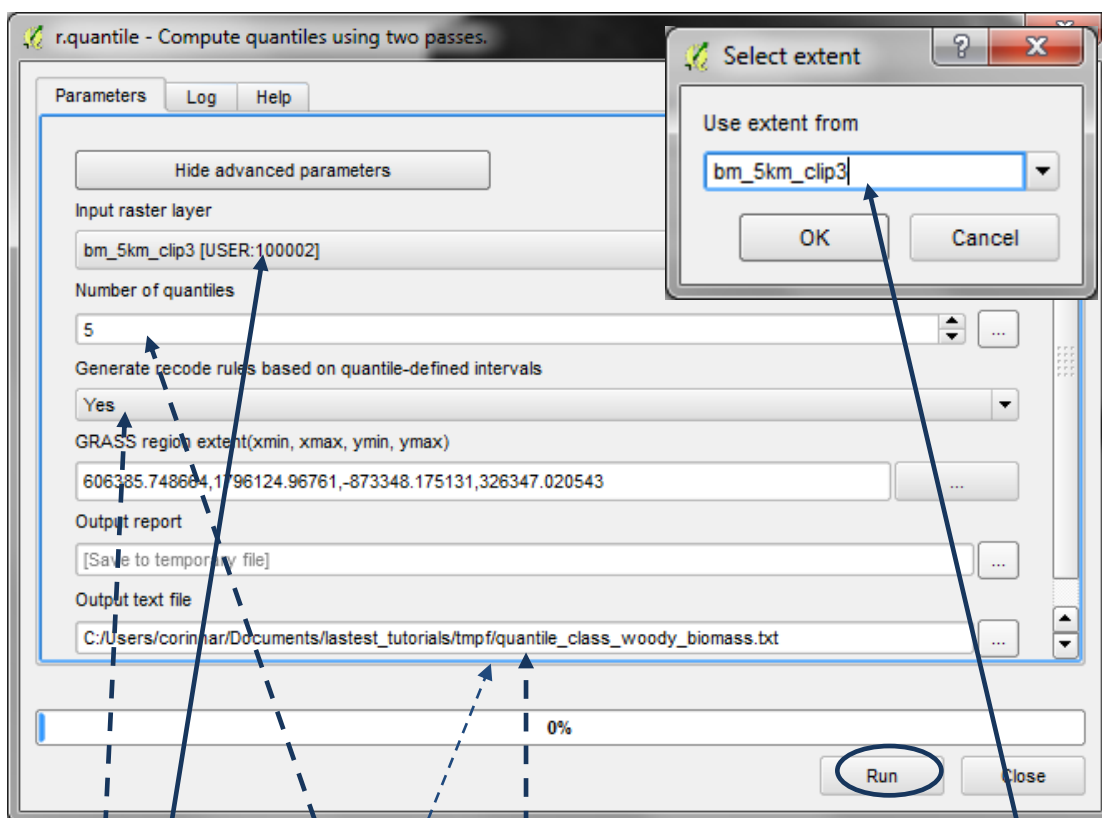 r.quantile - Compute quantiles using two passes.
Parameters Log Help
Hide advanced parameters
Input raster layer
bm_5km_clip3 [USER:100002]
Number of quantiles
5
...
Generate recode rules based on quantile-defined intervals
Yes
GRASS region extent(xmin, xmax, ymin, ymax)
606385.748664,1796124.96761,-873348.175131,326347.020543
...
Output report
[Save to temporary file]
...
Output text file
C:/Users/corinnar/Documents/lastest_tutorials/tmpf/quantile_class_woody_biomass.txt
...
0%
Run Close
Select extent
? X
Use extent from
bm_5km_clip3
OK Cancel